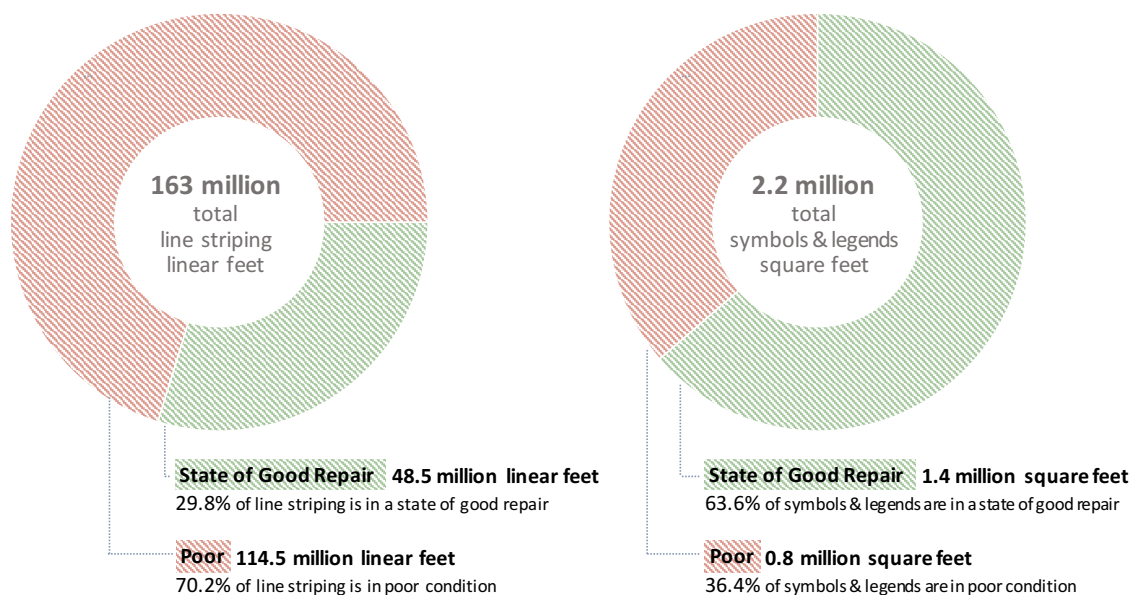 163 million
total
line striping
linear feet
State of Good Repair 48.5 million linear feet
29.8% of line striping is in a state of good repair
Poor 114.5 million linear feet
70.2% of line striping is in poor condition
2.2 million
total
symbols & legends
square feet
State of Good Repair 1.4 million square feet
63.6% of symbols & legends are in a state of good repair
Poor 0.8 million square feet
36.4% of symbols & legends are in poor condition